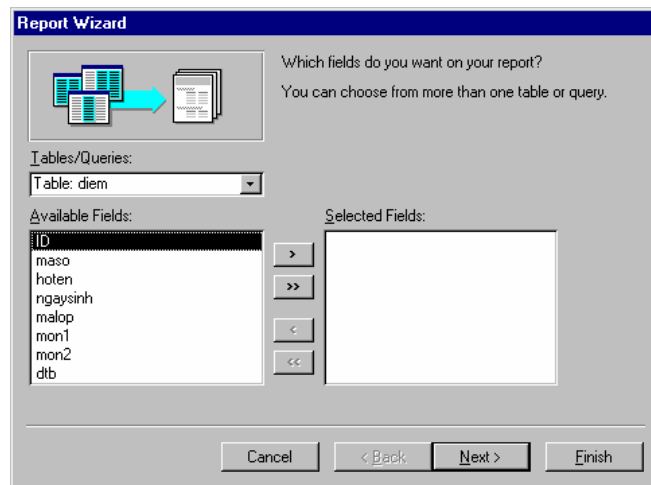 Report Wizard
Which fields do you want on your report?
You can choose from more than one table or query.
Tables/Queries:
Table: diem
Available Fields:
Selected Fields:
ID
maso
hoten
ngaysinh
malop
mon1
mon2
dtb
>
>>
<
<<
Cancel
< Back
Next >
Finish